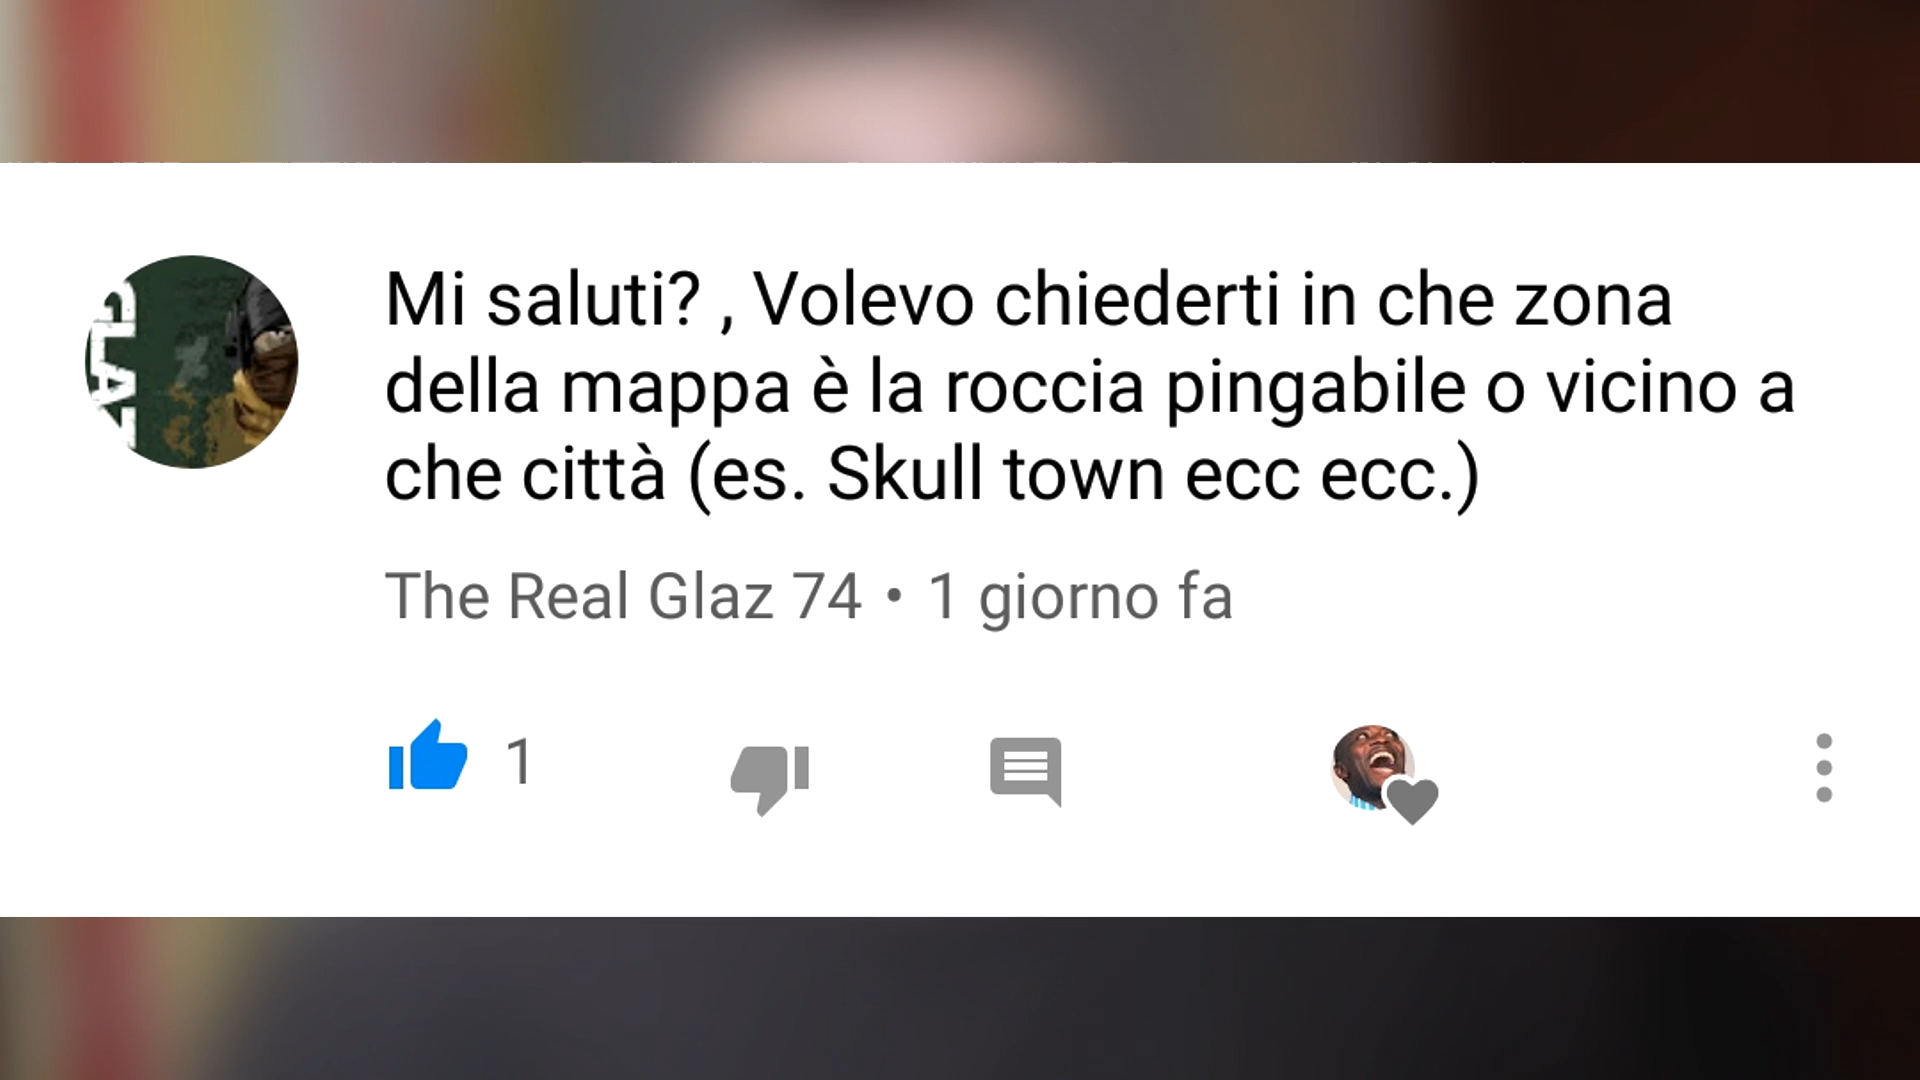 Mi saluti? , Volevo chiederti in che zona
della mappa è la roccia pingabile o vicino a
che città (es. Skull town ecc ecc.)
The Real Glaz 74 • 1 giorno fa
1
GLAZ